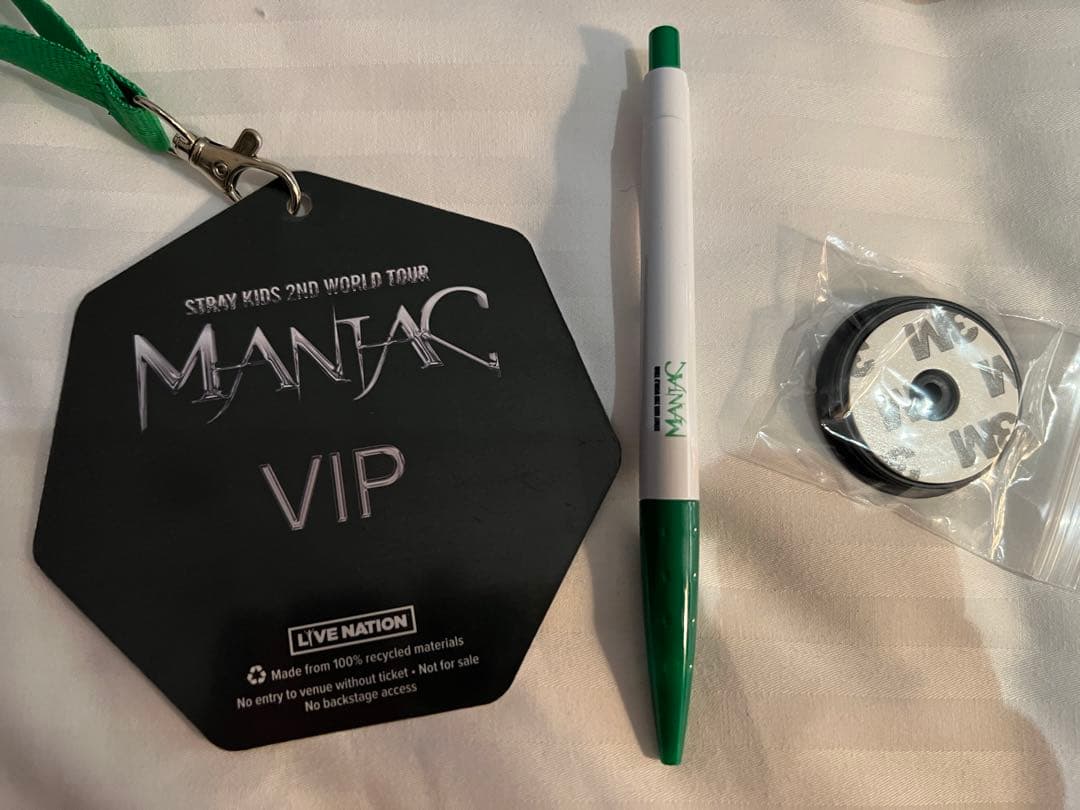 STRAY KIDS 2ND WORLD TOUR
MANIAC
VIP
LIVE NATION
Made from 100% recycled materials
No entry to venue without ticket • Not for sale
No backstage access
MANIAC
3M
3M
3M